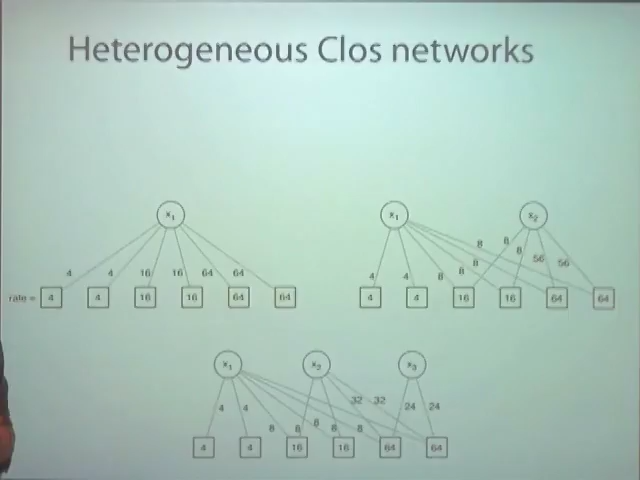 Heterogeneous Clos networks
x₁
4 4 16 16 64 64
rate = 4 4 16 16 64 64
x₁ x₂
8 8 8 56 56
4 4 8 8 8
4 4 16 16 64 64
x₁ x₂ x₃
4 4 32 32 24 24
8 8 8 8 8
4 4 16 16 64 64